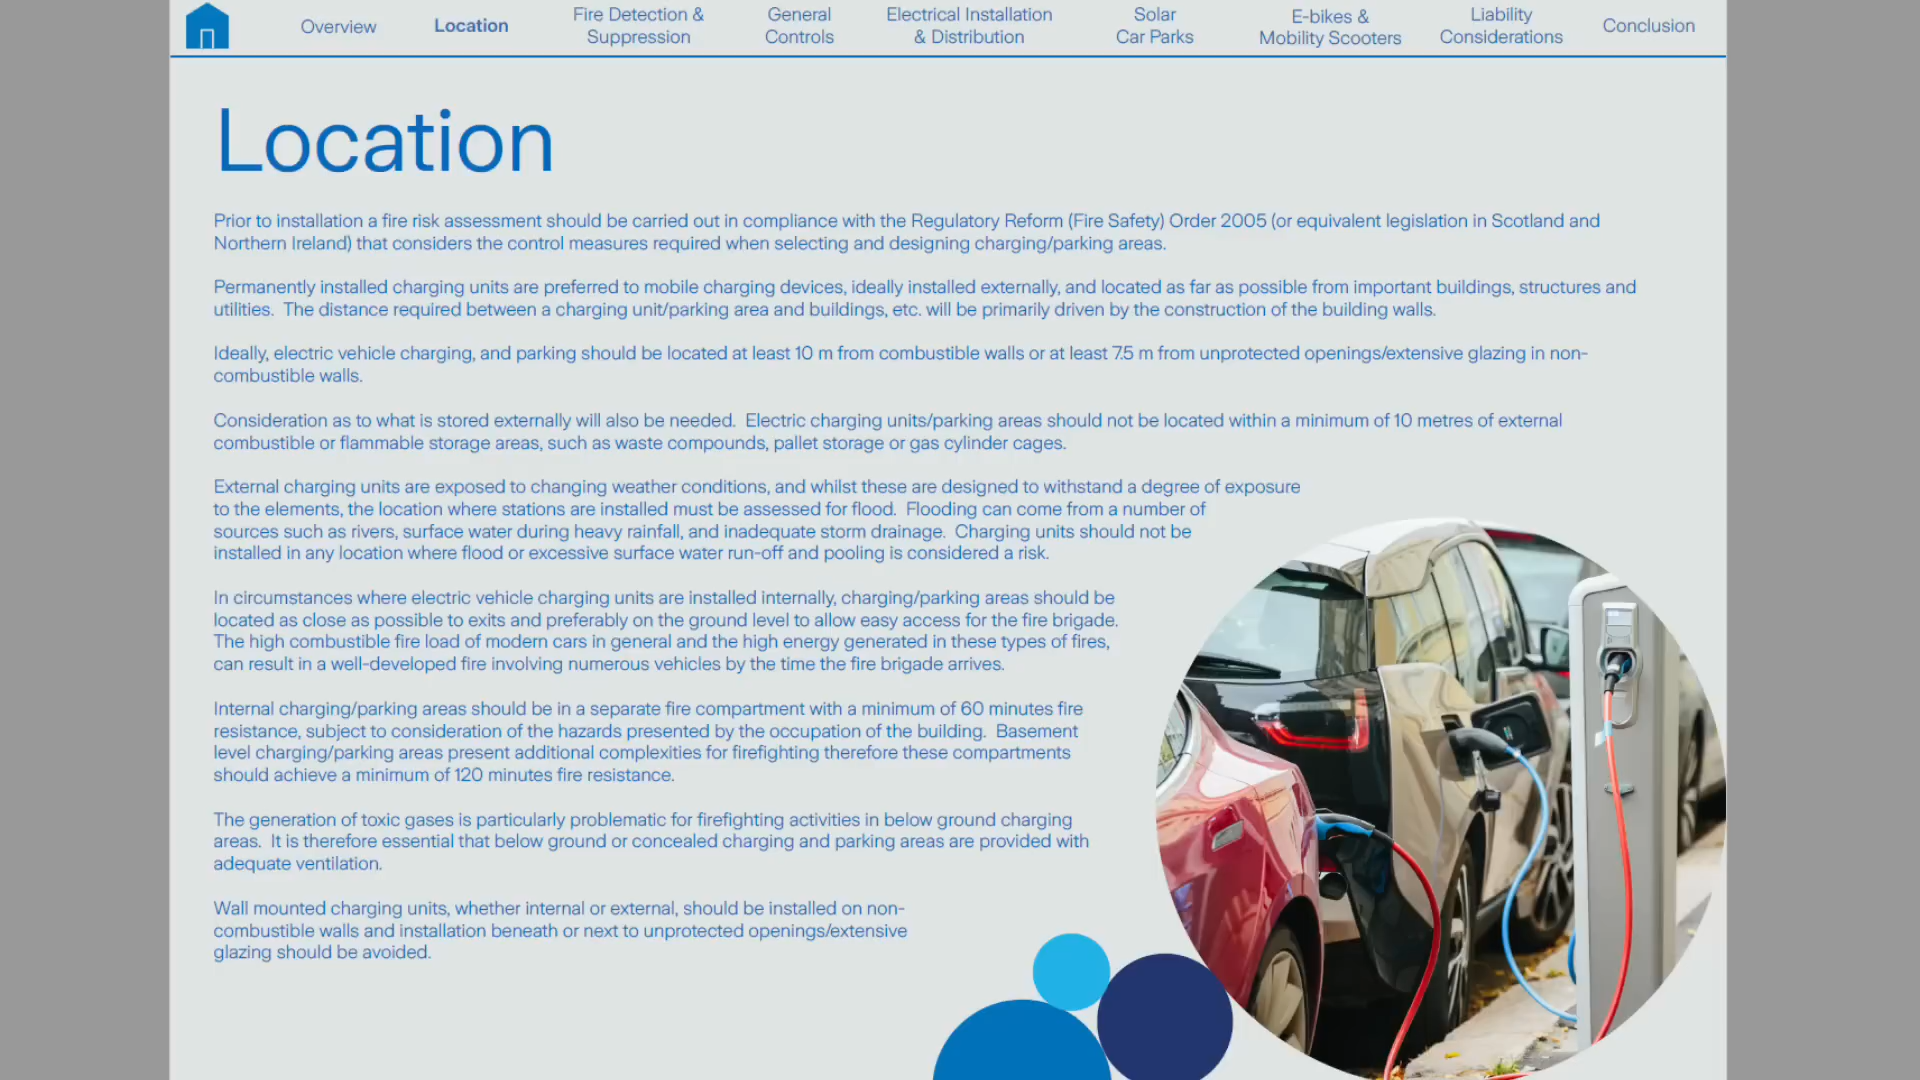 Overview
Location
Fire Detection &
Suppression
General
Controls
Electrical Installation
& Distribution
Solar
Car Parks
E-bikes &
Mobility Scooters
Liability
Considerations
Conclusion
Location
Prior to installation a fire risk assessment should be carried out in compliance with the Regulatory Reform (Fire Safety) Order 2005 (or equivalent legislation in Scotland and
Northern Ireland) that considers the control measures required when selecting and designing charging/parking areas.
Permanently installed charging units are preferred to mobile charging devices, ideally installed externally, and located as far as possible from important buildings, structures and
utilities. The distance required between a charging unit/parking area and buildings, etc. will be primarily driven by the construction of the building walls.
Ideally, electric vehicle charging, and parking should be located at least 10 m from combustible walls or at least 7.5 m from unprotected openings/extensive glazing in non-
combustible walls.
Consideration as to what is stored externally will also be needed. Electric charging units/parking areas should not be located within a minimum of 10 metres of external
combustible or flammable storage areas, such as waste compounds, pallet storage or gas cylinder cages.
External charging units are exposed to changing weather conditions, and whilst these are designed to withstand a degree of exposure
to the elements, the location where stations are installed must be assessed for flood. Flooding can come from a number of
sources such as rivers, surface water during heavy rainfall, and inadequate storm drainage. Charging units should not be
installed in any location where flood or excessive surface water run-off and pooling is considered a risk.
In circumstances where electric vehicle charging units are installed internally, charging/parking areas should be
located as close as possible to exits and preferably on the ground level to allow easy access for the fire brigade.
The high combustible fire load of modern cars in general and the high energy generated in these types of fires,
can result in a well-developed fire involving numerous vehicles by the time the fire brigade arrives.
Internal charging/parking areas should be in a separate fire compartment with a minimum of 60 minutes fire
resistance, subject to consideration of the hazards presented by the occupation of the building. Basement
level charging/parking areas present additional complexities for firefighting therefore these compartments
should achieve a minimum of 120 minutes fire resistance.
The generation of toxic gases is particularly problematic for firefighting activities in below ground charging
areas. It is therefore essential that below ground or concealed charging and parking areas are provided with
adequate ventilation.
Wall mounted charging units, whether internal or external, should be installed on non-
combustible walls and installation beneath or next to unprotected openings/extensive
glazing should be avoided.